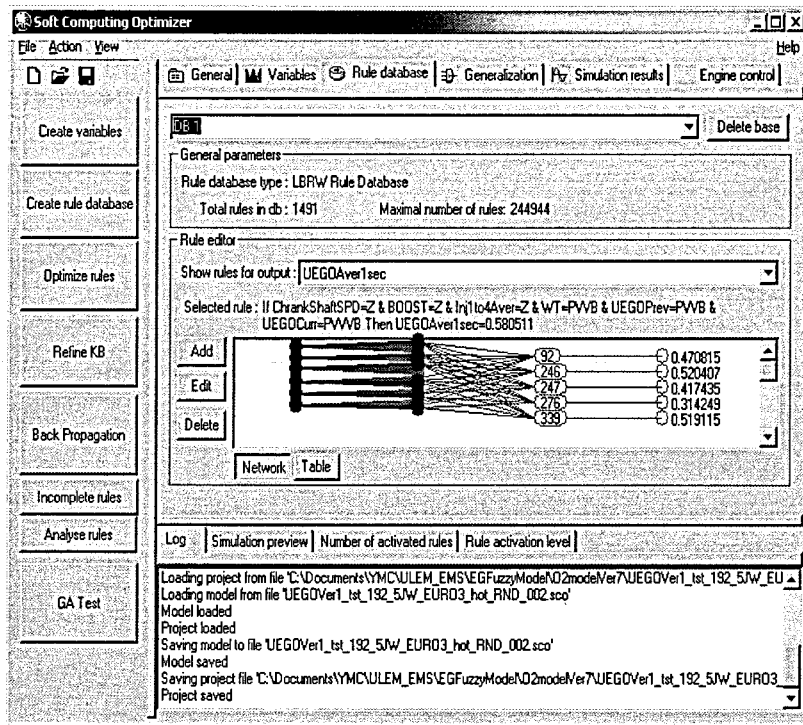 Soft Computing Optimizer
File Action View Help
General Variables Rule database Generalization Simulation results Engine control
Create variables
Create rule database
Optimize rules
Refine KB
Back Propagation
Incomplete rules
Analyse rules
GA Test
DB 1 Delete base
General parameters
Rule database type : LBRW Rule Database
Total rules in db : 1491 Maximal number of rules: 244944
Rule editor
Show rules for output : UEGOAver1sec
Selected rule : If ChrankShaftSPD=Z & BOOST=Z & Inj1to4Aver=Z & WT=PVVB & UEGOPrev=PVVB &
UEGOCurr=PVVVB Then UEGOAver1sec=0.580511
Add
Edit
Delete
92 0.470815
246 0.520407
247 0.417435
276 0.314249
339 0.519115
Network Table
Log Simulation preview Number of activated rules Rule activation level
Loading project from file 'C:\Documents\YMC\ULEM_EMS\EGFuzzyModel\O2modelVer7\UEGOVer1_tst_192_5JW_EU
Loading model from file 'UEGOVer1_tst_192_5JW_EURO3_hot_RND_002.sco'
Model loaded
Project loaded
Saving model to file 'UEGOVer1_tst_192_5JW_EURO3_hot_RND_002.sco'
Model saved
Saving project file 'C:\Documents\YMC\ULEM_EMS\EGFuzzyModel\O2modelVer7\UEGOVer1_tst_192_5JW_EURO3_
Project saved